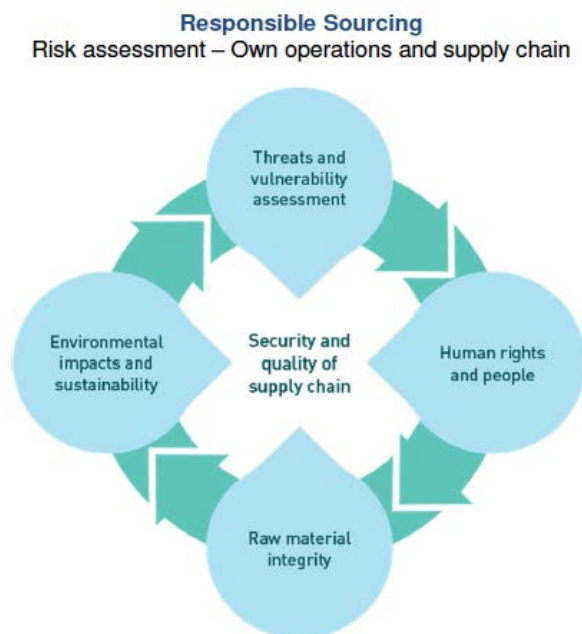 Responsible Sourcing
Risk assessment – Own operations and supply chain
Threats and
vulnerability
assessment
Environmental
impacts and
sustainability
Security and
quality of
supply chain
Human rights
and people
Raw material
integrity